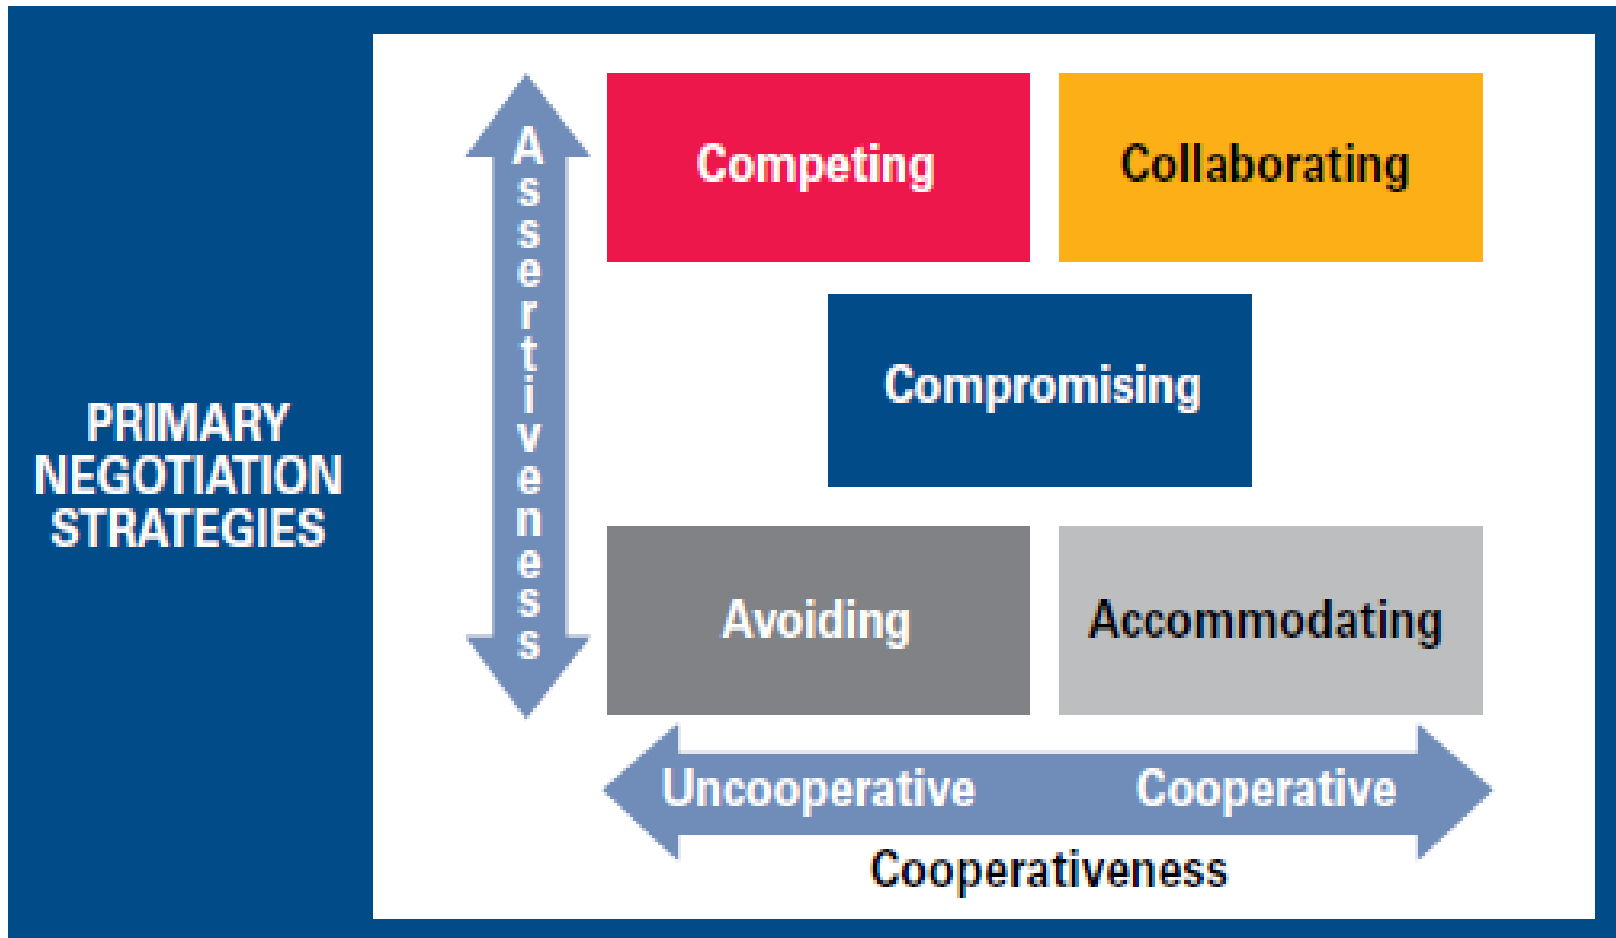 PRIMARY
NEGOTIATION
STRATEGIES
Assertiveness
Competing
Collaborating
Compromising
Avoiding
Accommodating
Uncooperative
Cooperative
Cooperativeness